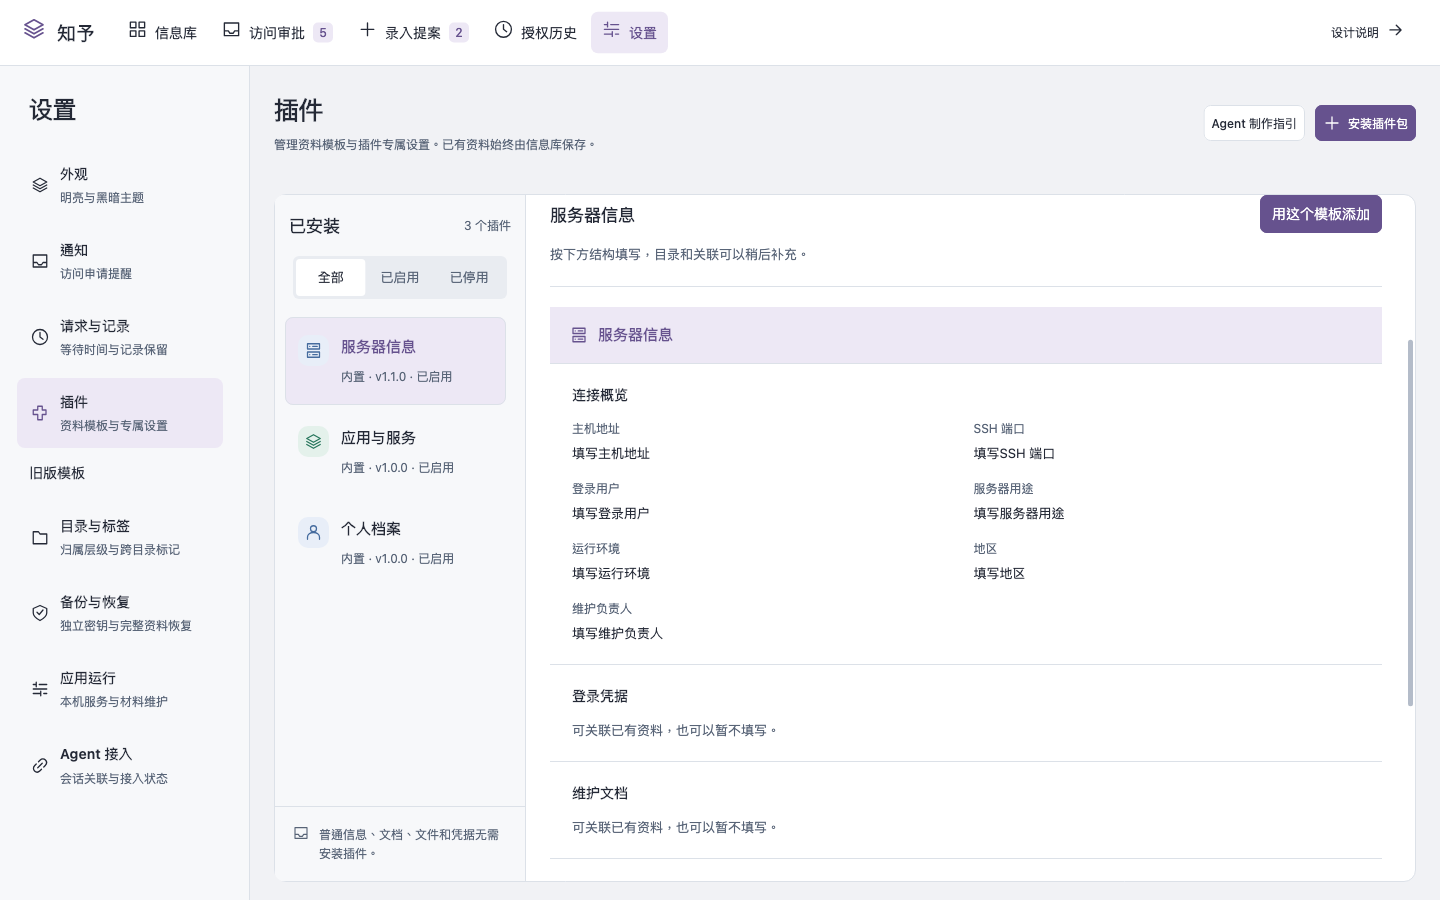 知予
信息库
访问审批 5
录入提案 2
授权历史
设置
设计说明
设置
外观
明亮与黑暗主题
通知
访问申请提醒
请求与记录
等待时间与记录保留
插件
资料模板与专属设置
旧版模板
目录与标签
归属层级与跨目录标记
备份与恢复
独立密钥与完整资料恢复
应用运行
本机服务与材料维护
Agent 接入
会话关联与接入状态
插件
管理资料模板与插件专属设置。已有资料始终由信息库保存。
Agent 制作指引
安装插件包
已安装
3 个插件
全部
已启用
已停用
服务器信息
内置 · v1.1.0 · 已启用
应用与服务
内置 · v1.0.0 · 已启用
个人档案
内置 · v1.0.0 · 已启用
普通信息、文档、文件和凭据无需
安装插件。
服务器信息
用这个模板添加
按下方结构填写，目录和关联可以稍后补充。
服务器信息
连接概览
主机地址
填写主机地址
SSH 端口
填写SSH 端口
登录用户
填写登录用户
服务器用途
填写服务器用途
运行环境
填写运行环境
地区
填写地区
维护负责人
填写维护负责人
登录凭据
可关联已有资料，也可以暂不填写。
维护文档
可关联已有资料，也可以暂不填写。